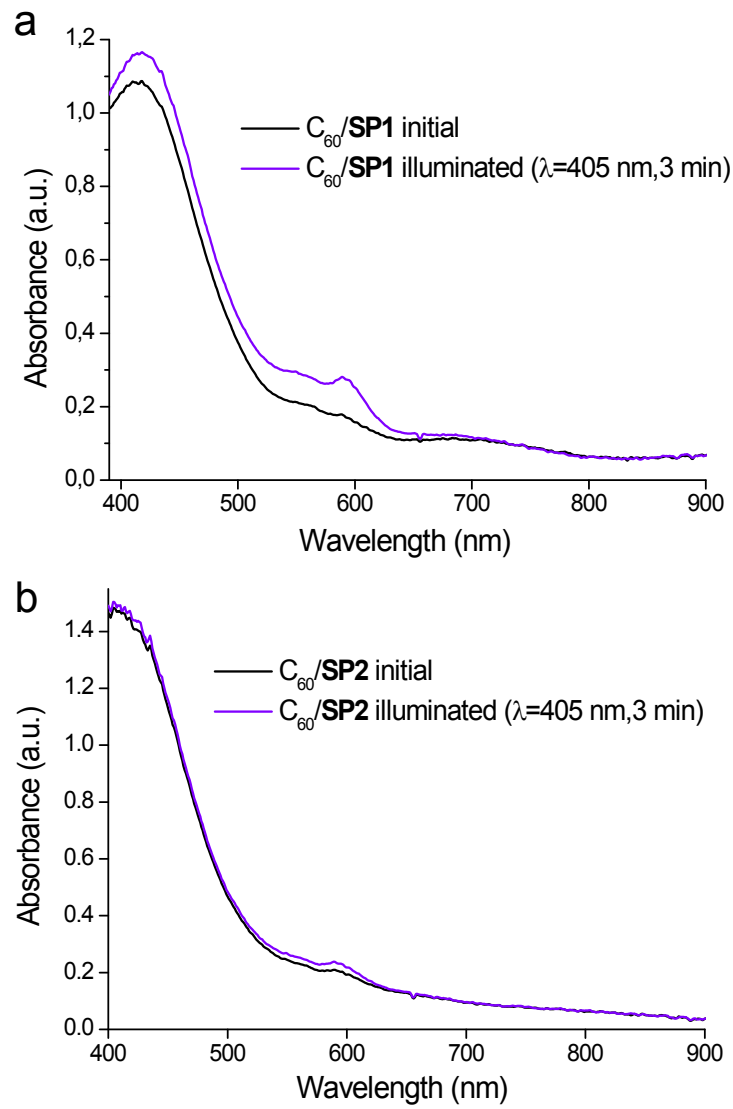 a
1,2
1,0
0,8
0,6
0,4
0,2
0,0
Absorbance (a.u.)
C60/SP1 initial
C60/SP1 illuminated (λ=405 nm,3 min)
400 500 600 700 800 900
Wavelength (nm)
b
1.4
1.2
1.0
0.8
0.6
0.4
0.2
0.0
Absorbance (a.u.)
C60/SP2 initial
C60/SP2 illuminated (λ=405 nm,3 min)
400 500 600 700 800 900
Wavelength (nm)